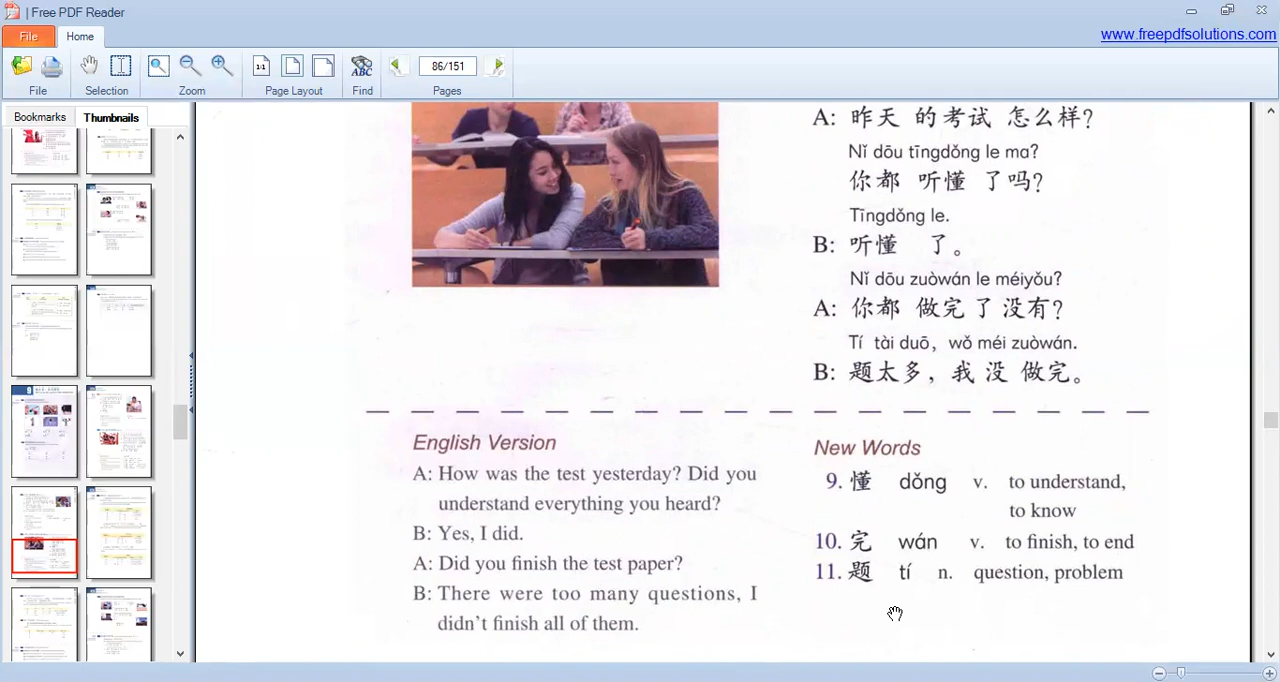 Free PDF Reader
www.freepdfsolutions.com
File
Home
1:1
ABC
86/151
File
Selection
Zoom
Page Layout
Find
Pages
Bookmarks
Thumbnails
A: 昨天 的考试 怎么样?
Nǐ dōu tīngdǒng le ma?
你都 听懂 了吗?
Tīngdǒng le.
B: 听懂 了。
Nǐ dōu zuòwán le méiyǒu?
A: 你都 做完了没有?
Tí tài duō, wǒ méi zuòwán.
B: 题太多, 我 没 做完。
English Version
A: How was the test yesterday? Did you
understand everything you heard?
B: Yes, I did.
A: Did you finish the test paper?
B: There were too many questions, I
didn't finish all of them.
New Words
9. 懂 dǒng v. to understand,
to know
10. 完 wán v. to finish, to end
11. 题 tí n. question, problem